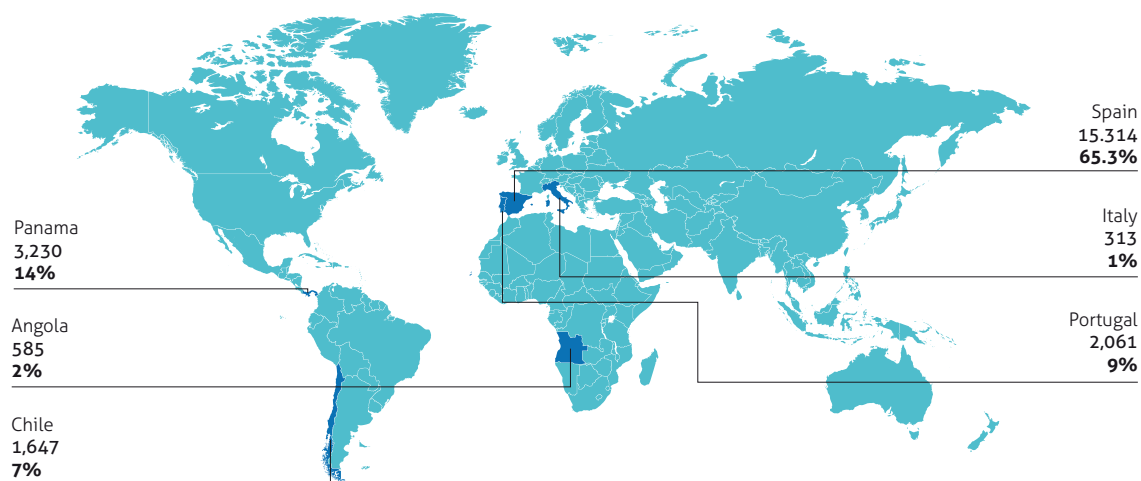 Panama
3,230
14%
Angola
585
2%
Chile
1,647
7%
Spain
15.314
65.3%
Italy
313
1%
Portugal
2,061
9%